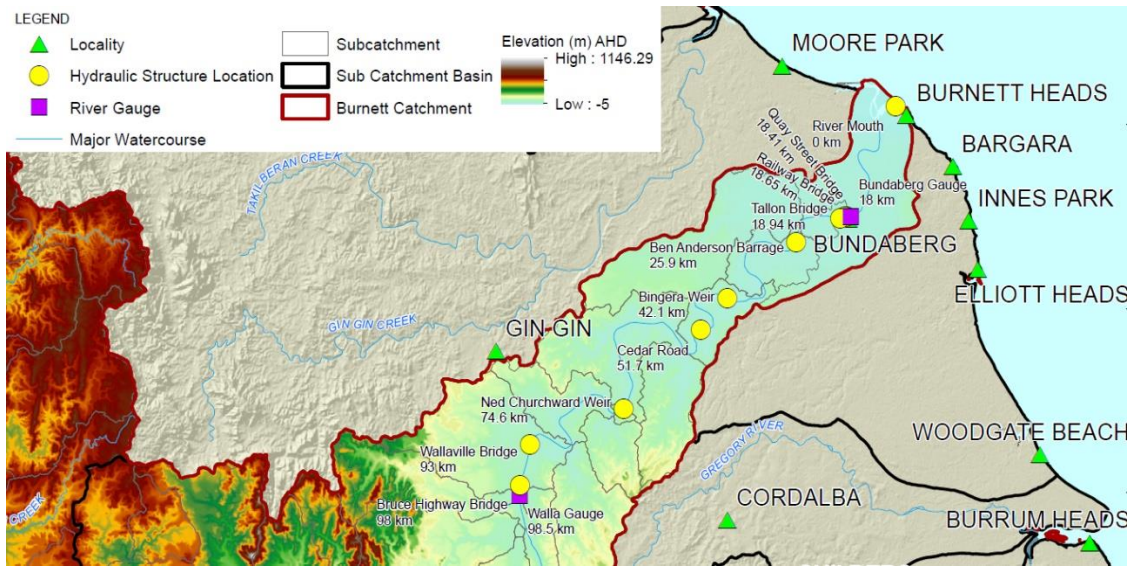 LEGEND
Locality
Hydraulic Structure Location
River Gauge
Major Watercourse
Subcatchment
Sub Catchment Basin
Burnett Catchment
Elevation (m) AHD
High : 1146.29
Low : -5
MOORE PARK
BURNETT HEADS
River Mouth
0 km
BARGARA
Quay Street Bridge
18.41 km
Railway Bridge
18.65 km
Bundaberg Gauge
18 km
INNES PARK
Tallon Bridge
18.94 km
BUNDABERG
Ben Anderson Barrage
25.9 km
ELLIOTT HEADS
TAKILBERAN CREEK
Bingera Weir
42.1 km
GIN GIN CREEK
GIN GIN
Cedar Road
51.7 km
Ned Churchward Weir
74.6 km
WOODGATE BEACH
Wallaville Bridge
93 km
GREGORY RIVER
CORDALBA
Bruce Highway Bridge
98 km
Walla Gauge
98.5 km
BURRUM HEADS
CREEK